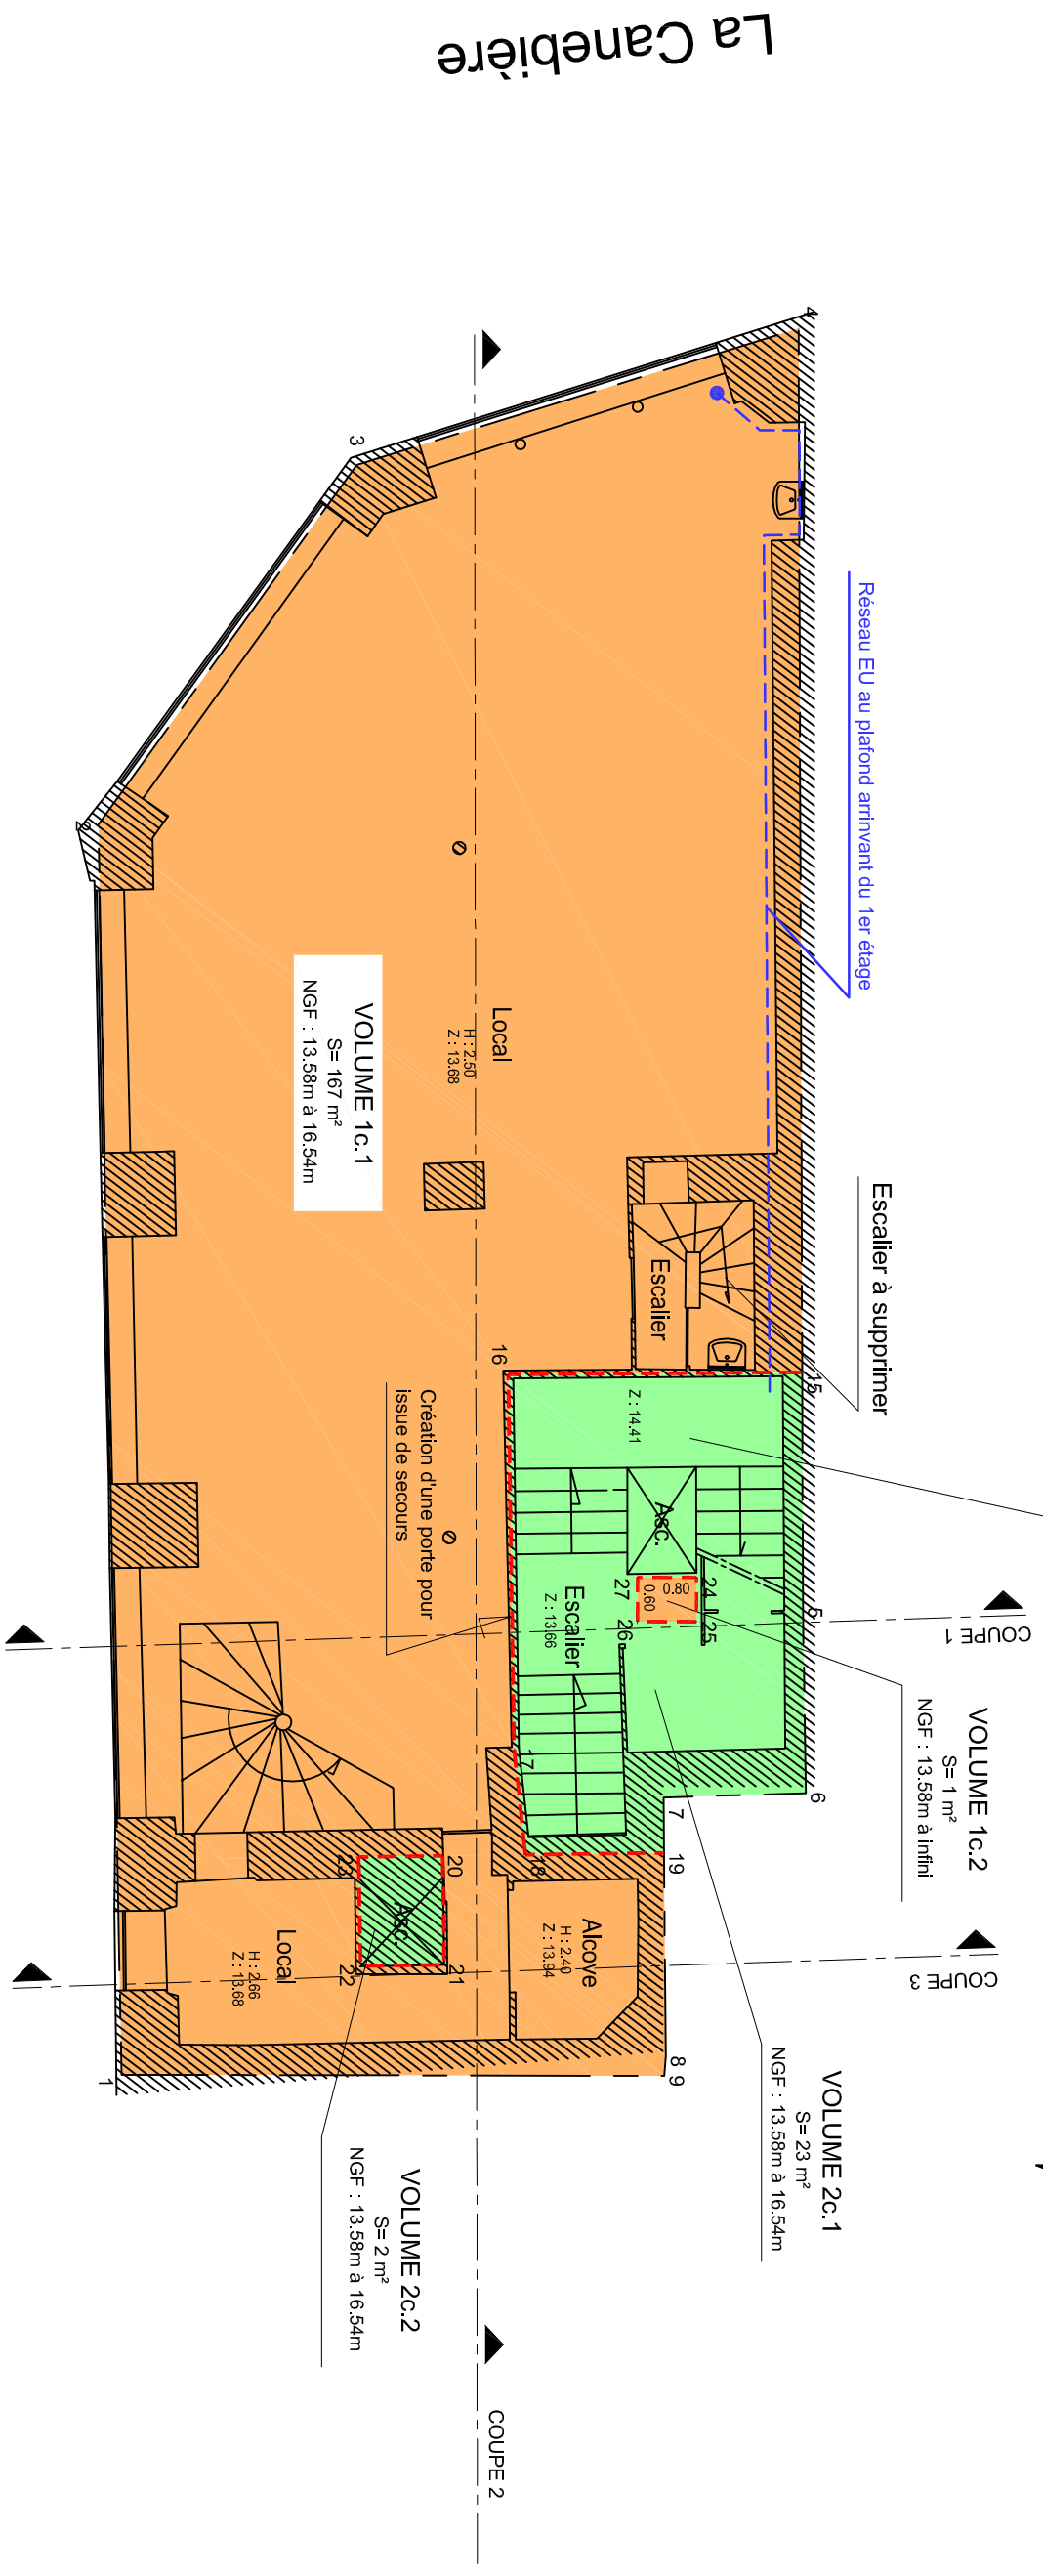 La Canebière
4
3
2
Réseau EU au plafond arrinvant du 1er étage
Local
H : 2.50
Z : 13.68
VOLUME 1c.1
S= 167 m²
NGF : 13.58m à 16.54m
Escalier à supprimer
Escalier
16
15
Z : 14.41
Création d'une porte pour
issue de secours
Asc.
Escalier
Z : 13.66
27
26
24
25
0.80
0.60
5
COUPE 1
VOLUME 1c.2
S= 1 m²
NGF : 13.58m à infini
6
7
17
18
19
20
21
22
23
Asc.
Local
H : 2.66
Z : 13.68
Alcove
H : 2.40
Z : 13.94
COUPE 3
8
9
1
VOLUME 2c.1
S= 23 m²
NGF : 13.58m à 16.54m
VOLUME 2c.2
S= 2 m²
NGF : 13.58m à 16.54m
COUPE 2